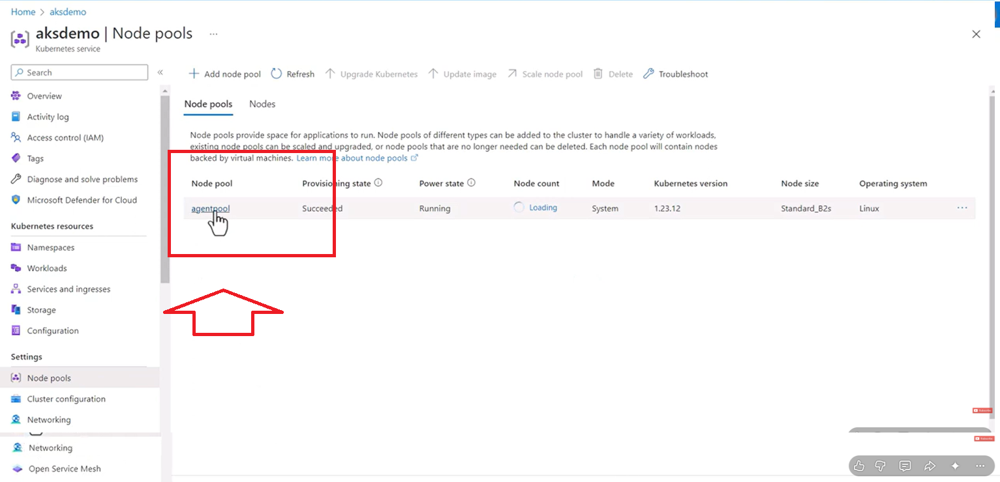 Home > aksdemo
aksdemo | Node pools ...
Kubernetes service
Search
«
Add node pool
Refresh
Upgrade Kubernetes
Update image
Scale node pool
Delete
Troubleshoot
Overview
Activity log
Access control (IAM)
Tags
Diagnose and solve problems
Microsoft Defender for Cloud
Kubernetes resources
Namespaces
Workloads
Services and ingresses
Storage
Configuration
Settings
Node pools
Cluster configuration
Networking
Networking
Open Service Mesh
Node pools Nodes
Node pools provide space for applications to run. Node pools of different types can be added to the cluster to handle a variety of workloads,
existing node pools can be scaled and upgraded, or node pools that are no longer needed can be deleted. Each node pool will contain nodes
backed by virtual machines. Learn more about node pools
Node pool Provisioning state Power state Node count Mode Kubernetes version Node size Operating system
agentpool Succeeded Running Loading System 1.23.12 Standard_B2s Linux ...
Subscribe
Subscribe